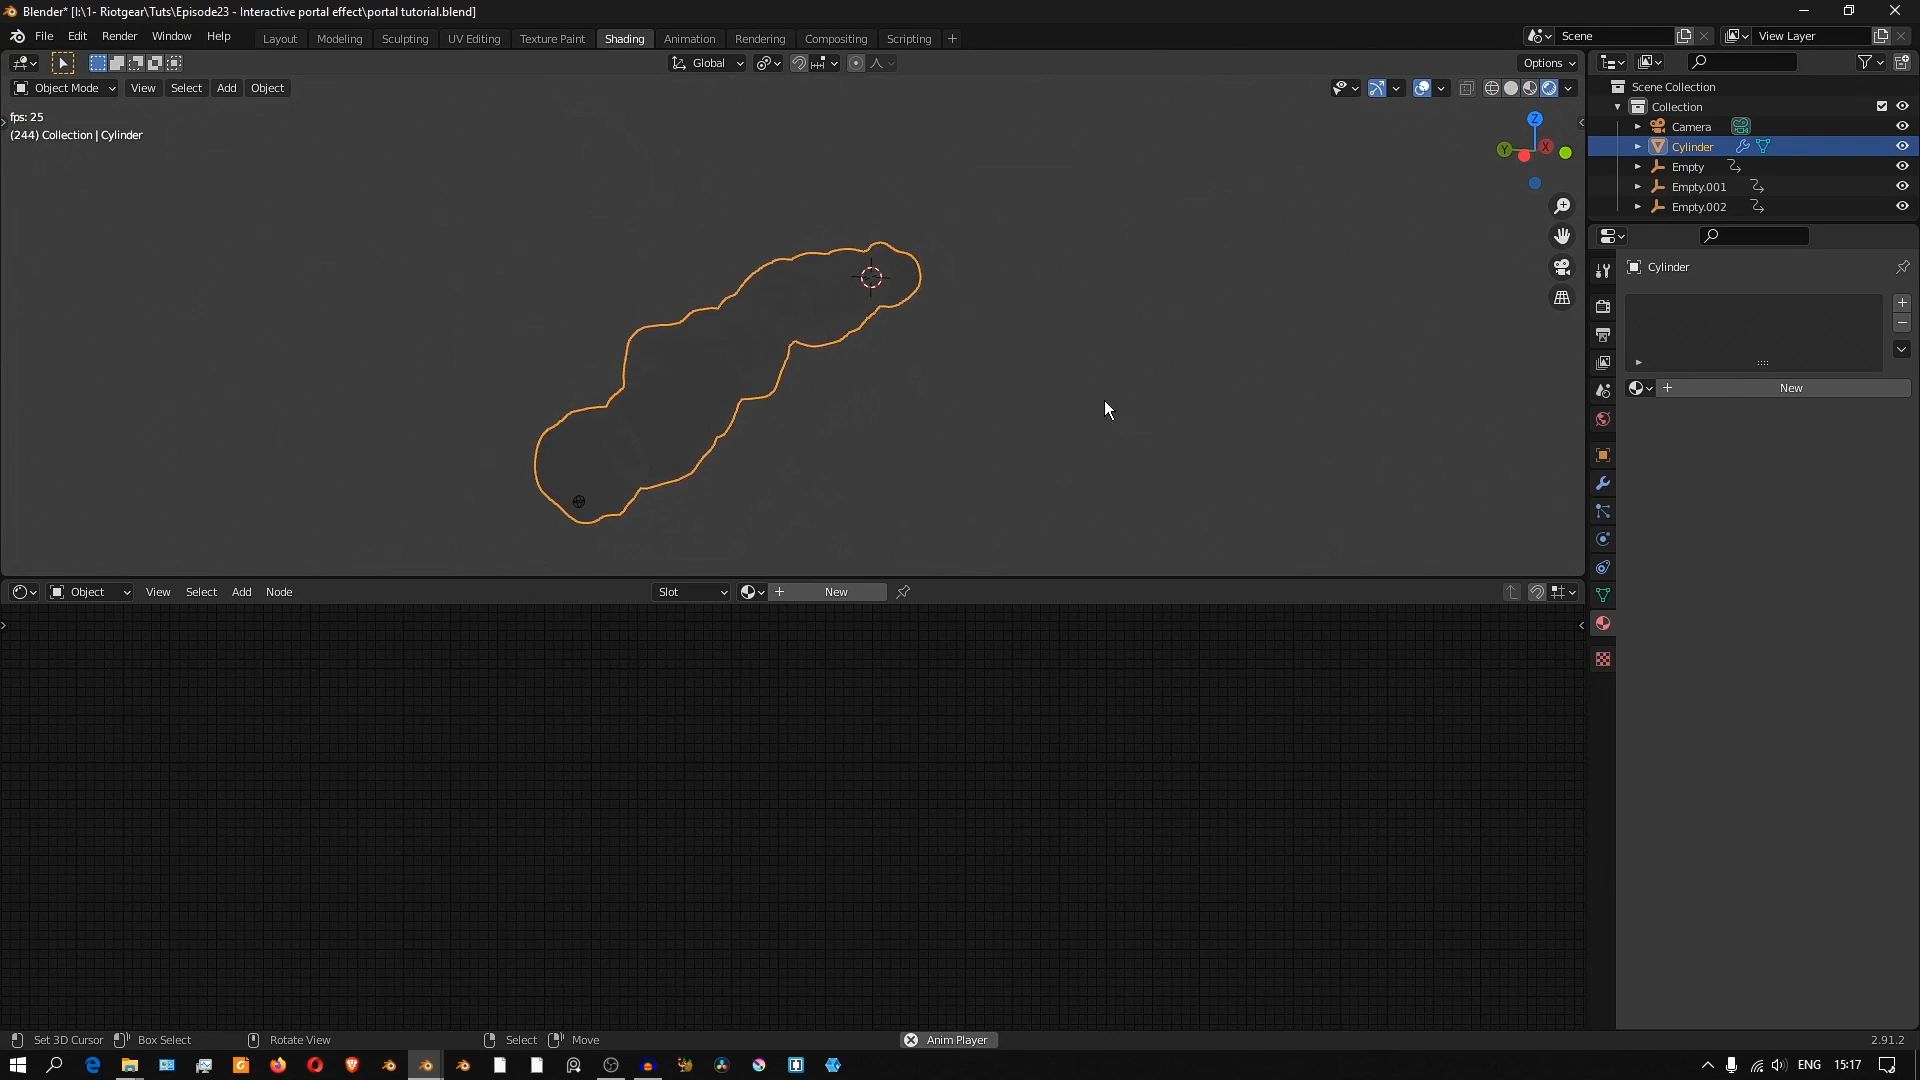 Blender* [I:\1- Riotgear\Tuts\Episode23 - Interactive portal effect\portal tutorial.blend]
File Edit Render Window Help Layout Modeling Sculpting UV Editing Texture Paint Shading Animation Rendering Compositing Scripting Scene View Layer
Global Options
Object Mode View Select Add Object
fps: 25
(244) Collection | Cylinder
Z
Y X
Scene Collection
Collection
Camera
Cylinder
Empty
Empty.001
Empty.002
Cylinder
New
Object View Select Add Node Slot New
Set 3D Cursor Box Select Rotate View Select Move Anim Player 2.91.2
ENG 15:17